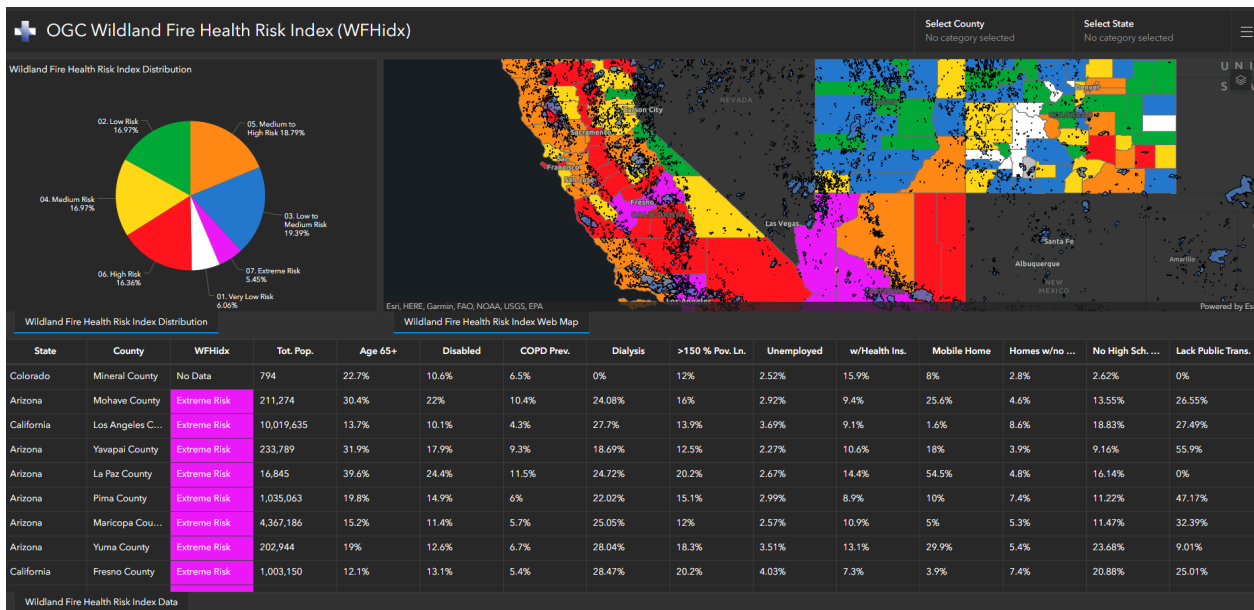 OGC Wildland Fire Health Risk Index (WFHidx)
Select County
No category selected
Select State
No category selected
Wildland Fire Health Risk Index Distribution
02. Low Risk
16.97%
05. Medium to
High Risk 18.79%
04. Medium Risk
16.97%
03. Low to
Medium Risk
19.39%
06. High Risk
16.36%
07. Extreme Risk
5.45%
01. Very Low Risk
6.06%
NEVADA
Carson City
Sacramento
San
Francisco
San Jose
Fresno
CALIFORNIA
Las Vegas
Los Angeles
Denver
Santa Fe
Albuquerque
NEW
MEXICO
Amarillo
U N I
Esri, HERE, Garmin, FAO, NOAA, USGS, EPA
Powered by Es
Wildland Fire Health Risk Index Distribution
Wildland Fire Health Risk Index Web Map
State County WFHidx Tot. Pop. Age 65+ Disabled COPD Prev. Dialysis >150 % Pov. Ln. Unemployed w/Health Ins. Mobile Home Homes w/no ... No High Sch. ... Lack Public Trans.
Colorado Mineral County No Data 794 22.7% 10.6% 6.5% 0% 12% 2.52% 15.9% 8% 2.8% 2.62% 0%
Arizona Mohave County Extreme Risk 211,274 30.4% 22% 10.4% 24.08% 16% 2.92% 9.4% 25.6% 4.6% 13.55% 26.55%
California Los Angeles C... Extreme Risk 10,019,635 13.7% 10.1% 4.3% 27.7% 13.9% 3.69% 9.1% 1.6% 8.6% 18.83% 27.49%
Arizona Yavapai County Extreme Risk 233,789 31.9% 17.9% 9.3% 18.69% 12.5% 2.27% 10.6% 18% 3.9% 9.16% 55.9%
Arizona La Paz County Extreme Risk 16,845 39.6% 24.4% 11.5% 24.72% 20.2% 2.67% 14.4% 54.5% 4.8% 16.14% 0%
Arizona Pima County Extreme Risk 1,035,063 19.8% 14.9% 6% 22.02% 15.1% 2.99% 8.9% 10% 7.4% 11.22% 47.17%
Arizona Maricopa Cou... Extreme Risk 4,367,186 15.2% 11.4% 5.7% 25.05% 12% 2.57% 10.9% 5% 5.3% 11.47% 32.39%
Arizona Yuma County Extreme Risk 202,944 19% 12.6% 6.7% 28.04% 18.3% 3.51% 13.1% 29.9% 5.4% 23.68% 9.01%
California Fresno County Extreme Risk 1,003,150 12.1% 13.1% 5.4% 28.47% 20.2% 4.03% 7.3% 3.9% 7.4% 20.88% 25.01%
Wildland Fire Health Risk Index Data